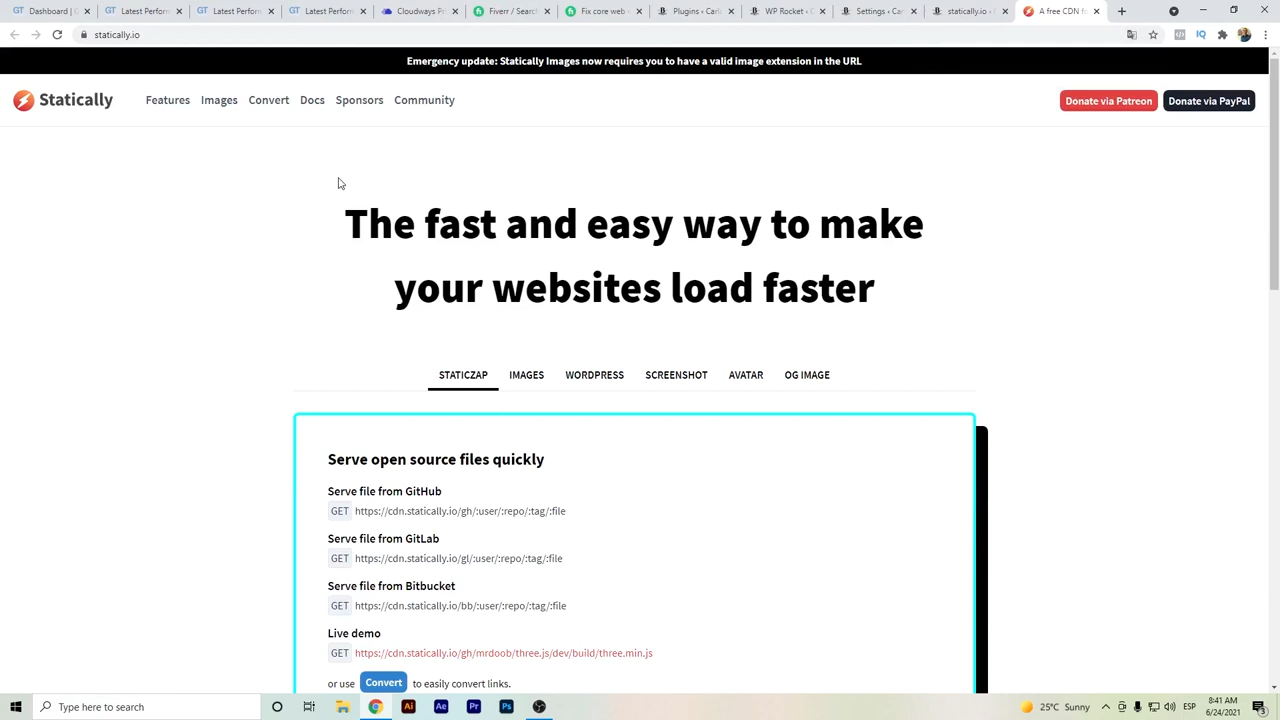 Dashboard | G
Latest Perform
Latest Perform
Latest Perform
Cloudways Pr
Fiverr / Search
Fix core web v
Plugins ‹ Carl
WP Rocket ‹ C
Settings ‹ Car
statically.io ‹
A free CDN fo
statically.io
Emergency update: Statically Images now requires you to have a valid image extension in the URL
Statically
Features
Images
Convert
Docs
Sponsors
Community
Donate via Patreon
Donate via PayPal
The fast and easy way to make
your websites load faster
STATICZAP
IMAGES
WORDPRESS
SCREENSHOT
AVATAR
OG IMAGE
Serve open source files quickly
Serve file from GitHub
GET https://cdn.statically.io/gh/:user/:repo/:tag/:file
Serve file from GitLab
GET https://cdn.statically.io/gl/:user/:repo/:tag/:file
Serve file from Bitbucket
GET https://cdn.statically.io/bb/:user/:repo/:tag/:file
Live demo
GET https://cdn.statically.io/gh/mrdoob/three.js/dev/build/three.min.js
or use Convert to easily convert links.
Type here to search
Ai
Ae
Pr
Ps
25°C Sunny
ESP
8:41 AM
6/24/2021